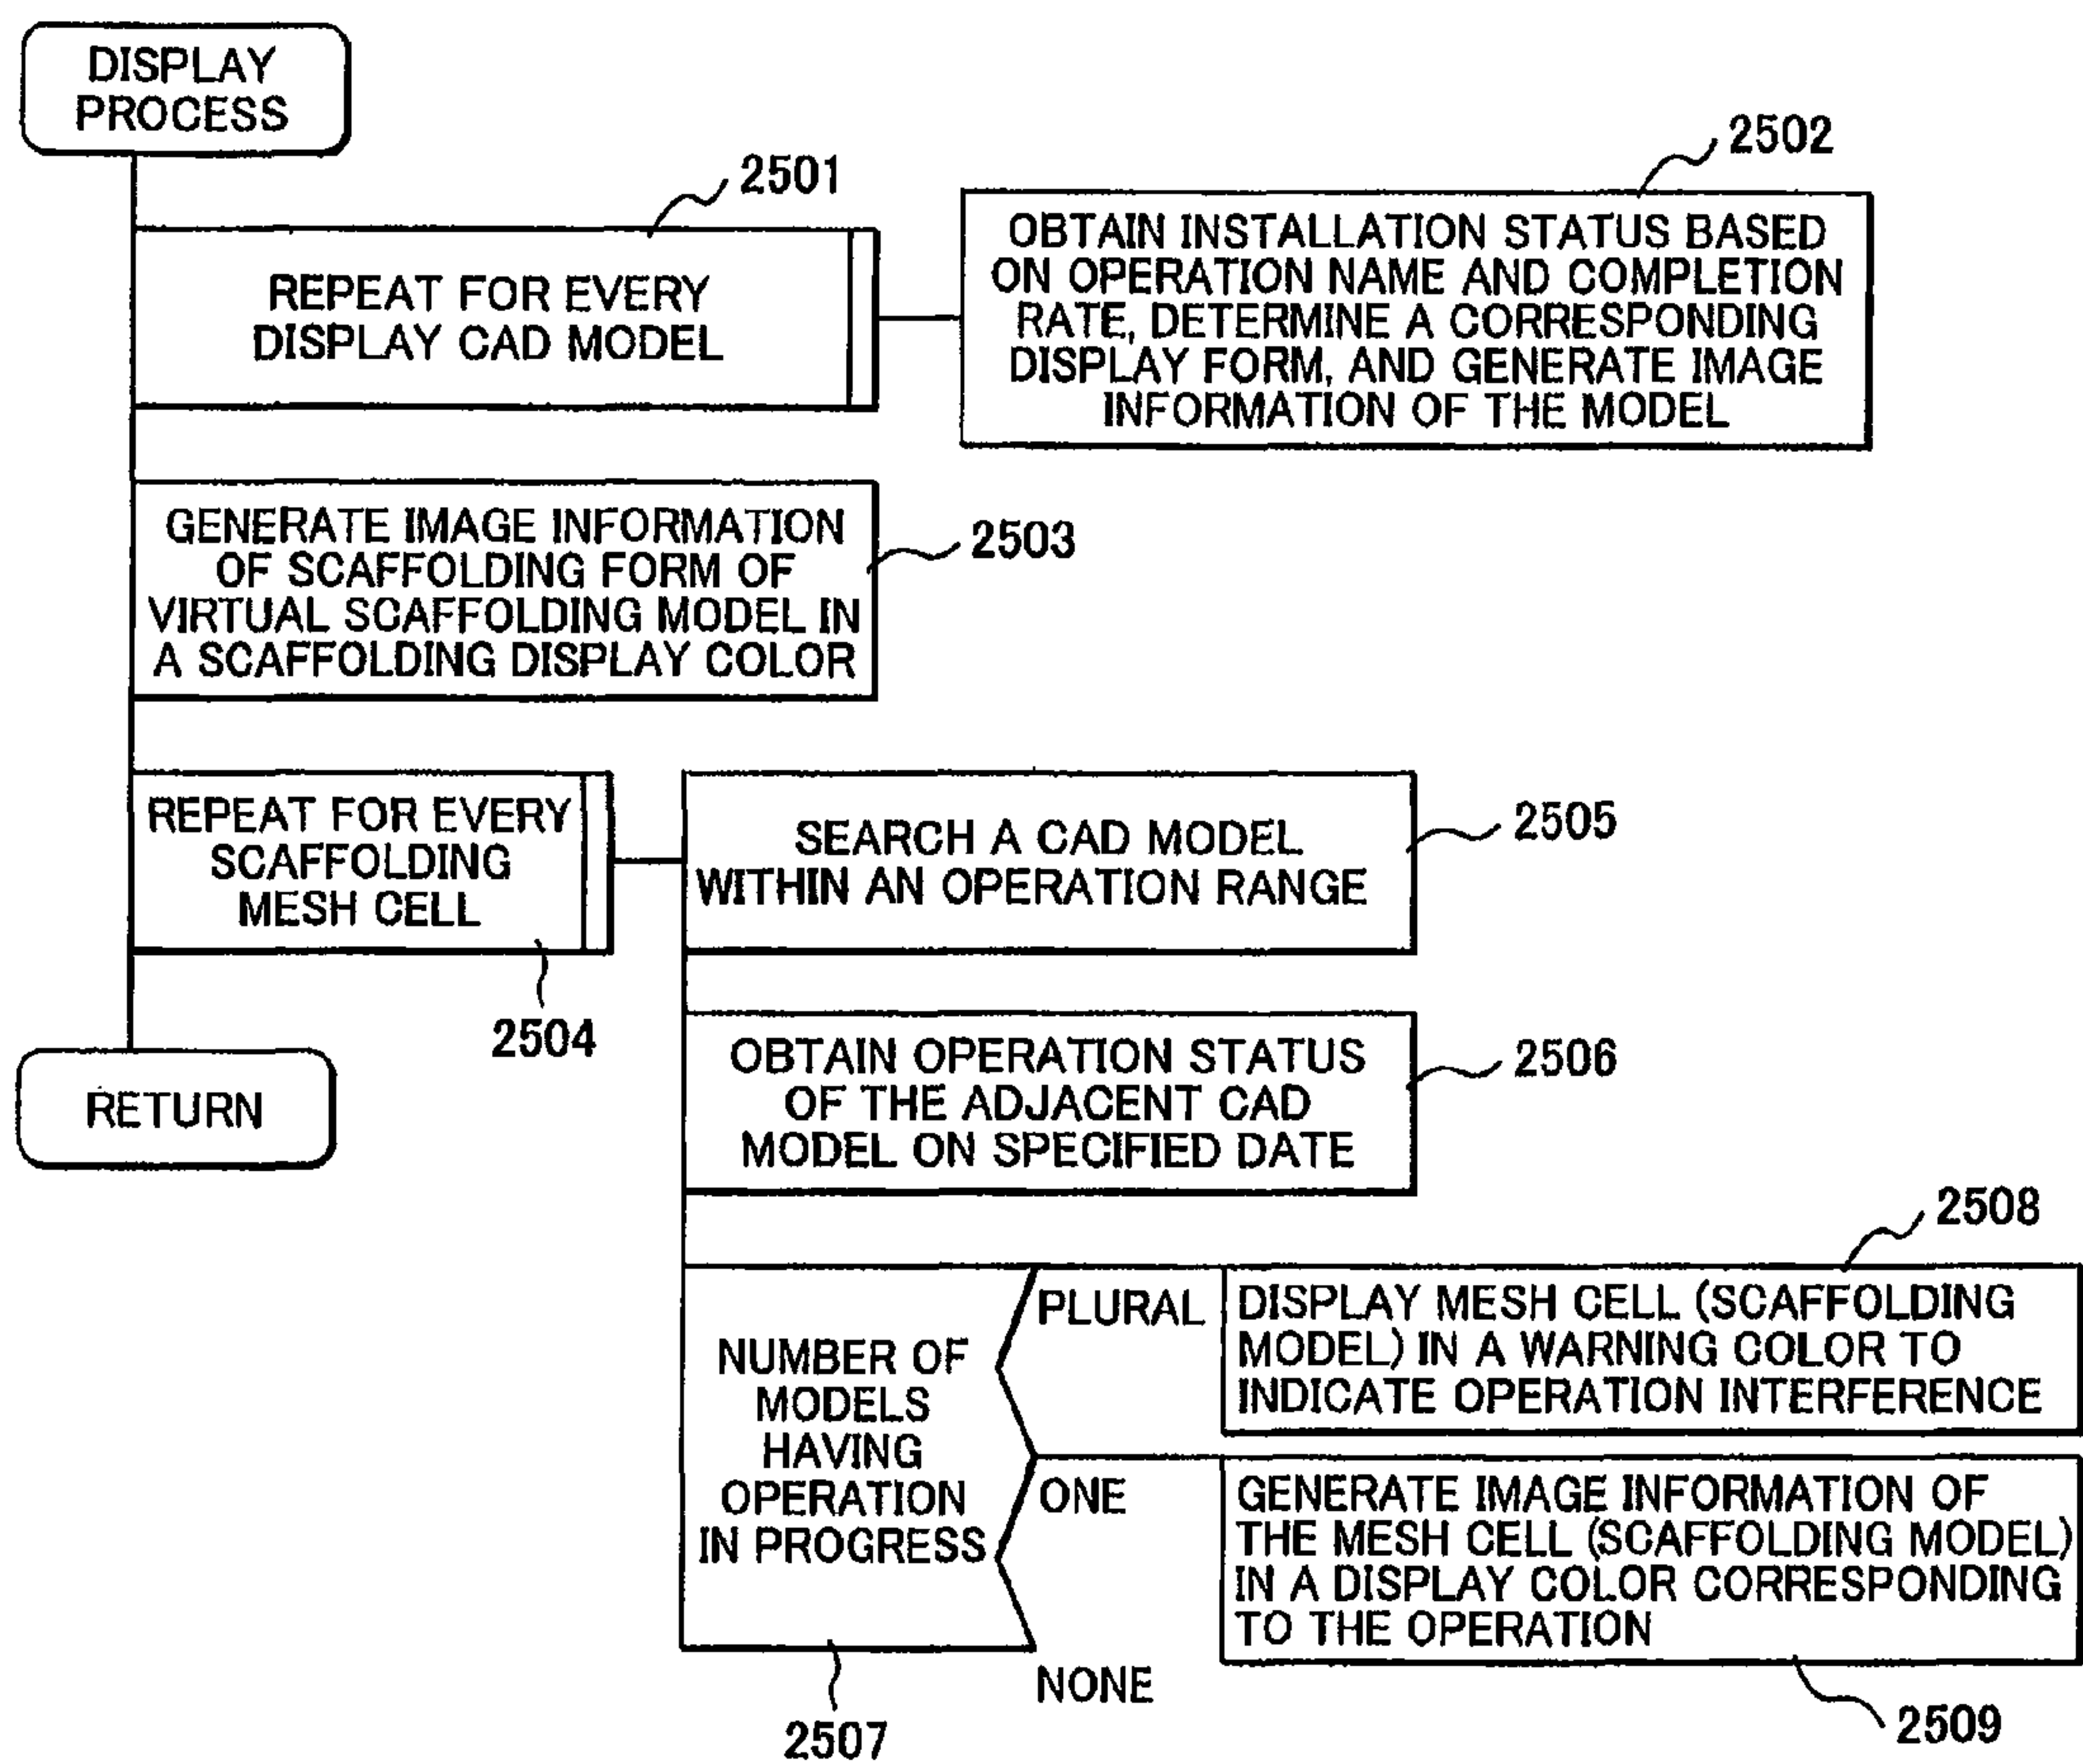 DISPLAY
PROCESS
2501
REPEAT FOR EVERY
DISPLAY CAD MODEL
2502
OBTAIN INSTALLATION STATUS BASED
ON OPERATION NAME AND COMPLETION
RATE, DETERMINE A CORRESPONDING
DISPLAY FORM, AND GENERATE IMAGE
INFORMATION OF THE MODEL
GENERATE IMAGE INFORMATION
OF SCAFFOLDING FORM OF
VIRTUAL SCAFFOLDING MODEL IN
A SCAFFOLDING DISPLAY COLOR
2503
REPEAT FOR EVERY
SCAFFOLDING
MESH CELL
2504
SEARCH A CAD MODEL
WITHIN AN OPERATION RANGE
2505
OBTAIN OPERATION STATUS
OF THE ADJACENT CAD
MODEL ON SPECIFIED DATE
2506
RETURN
NUMBER OF
MODELS
HAVING
OPERATION
IN PROGRESS
2507
PLURAL
2508
DISPLAY MESH CELL (SCAFFOLDING
MODEL) IN A WARNING COLOR TO
INDICATE OPERATION INTERFERENCE
ONE
GENERATE IMAGE INFORMATION OF
THE MESH CELL (SCAFFOLDING MODEL)
IN A DISPLAY COLOR CORRESPONDING
TO THE OPERATION
2509
NONE